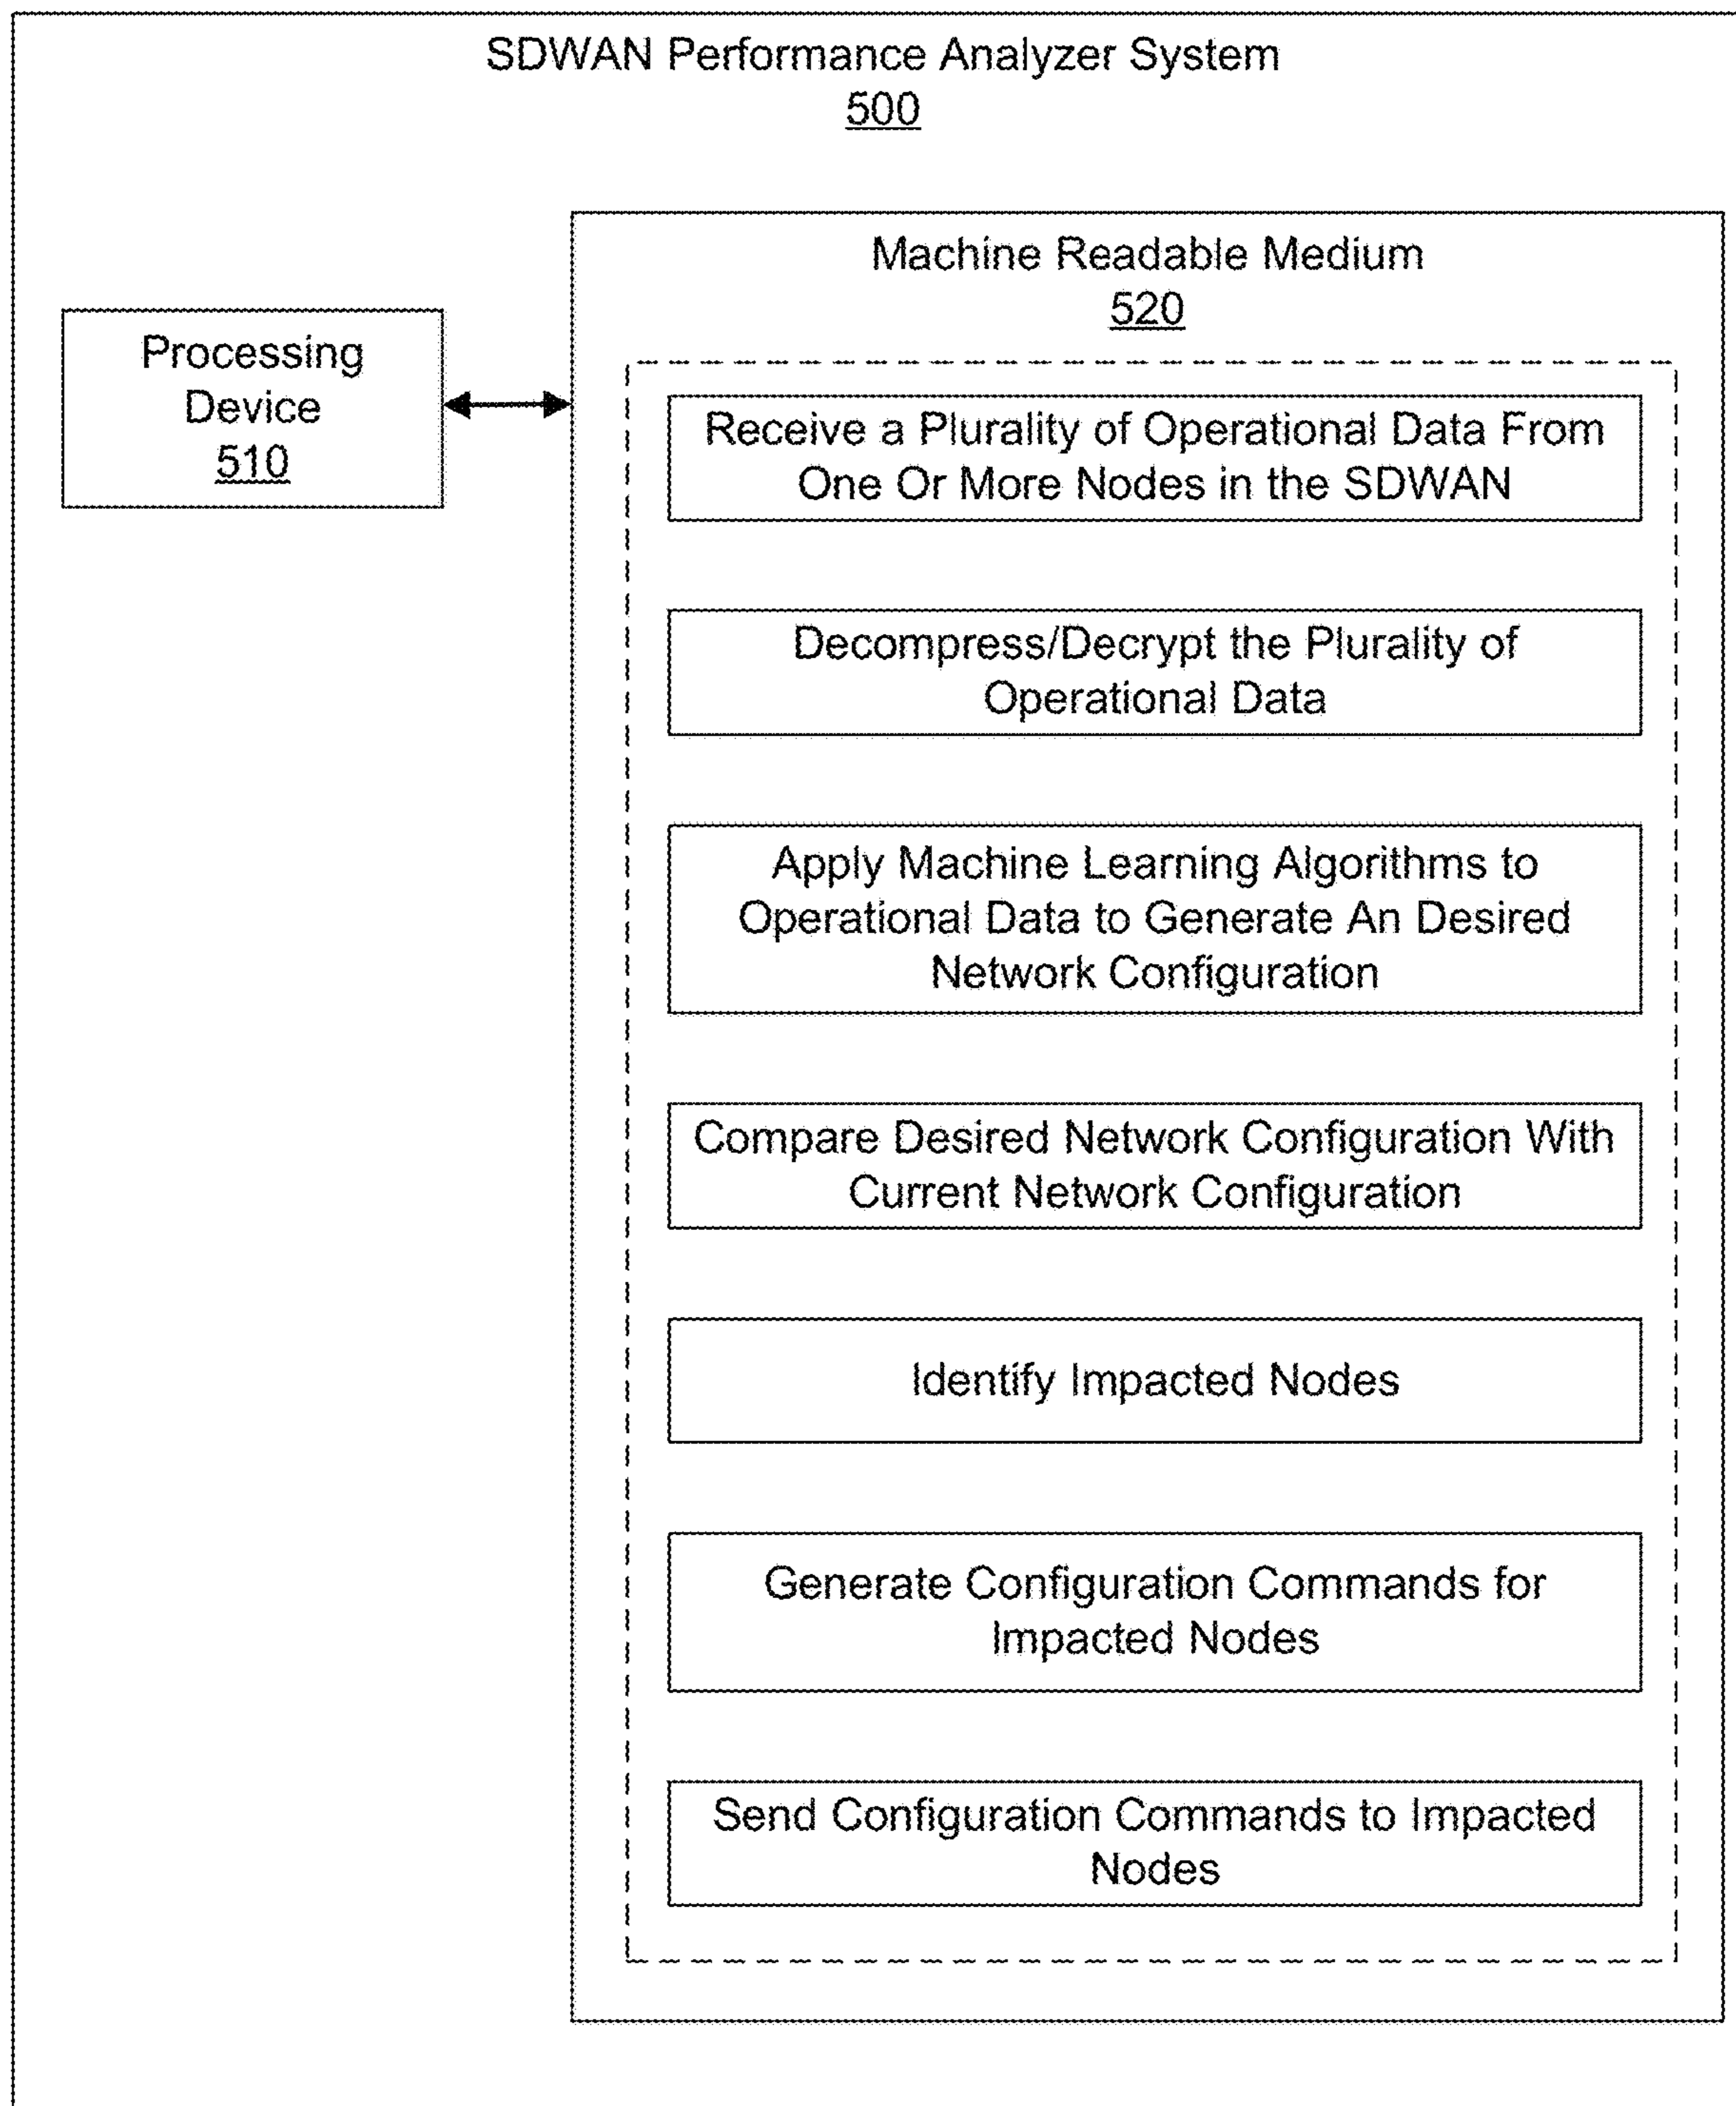 SDWAN Performance Analyzer System
500
Machine Readable Medium
520
Processing
Device
510
Receive a Plurality of Operational Data From
One Or More Nodes in the SDWAN
Decompress/Decrypt the Plurality of
Operational Data
Apply Machine Learning Algorithms to
Operational Data to Generate An Desired
Network Configuration
Compare Desired Network Configuration With
Current Network Configuration
Identify Impacted Nodes
Generate Configuration Commands for
Impacted Nodes
Send Configuration Commands to Impacted
Nodes